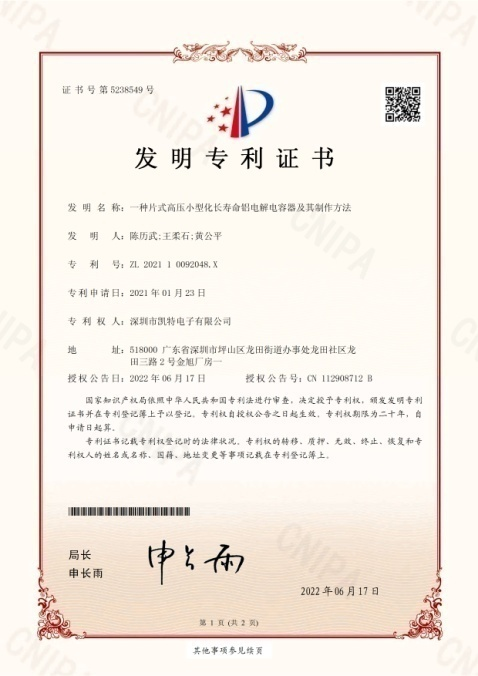 证书号第5238549号
发明专利证书
发明名称：一种片式高压小型化长寿命铝电解电容器及其制作方法
发明人：陈历武;王柔石;黄公平
专利号：ZL 2021 1 0092048.X
专利申请日：2021年01月23日
专利权人：深圳市凯特电子有限公司
地址：518000 广东省深圳市坪山区龙田街道办事处龙田社区龙
田三路2号金旭厂房一
授权公告日：2022年06月17日 授权公告号：CN 112908712 B
国家知识产权局依照中华人民共和国专利法进行审查，决定授予专利权，颁发发明专利
证书并在专利登记簿上予以登记。专利权自授权公告之日起生效。专利权期限为二十年，自
申请日起算。
专利证书记载专利权登记时的法律状况。专利权的转移、质押、无效、终止、恢复和专
利权人的姓名或名称、国籍、地址变更等事项记载在专利登记簿上。
局长
申长雨
申长雨
2022年06月17日
第1页(共2页)
其他事项参见续页
CNIPA